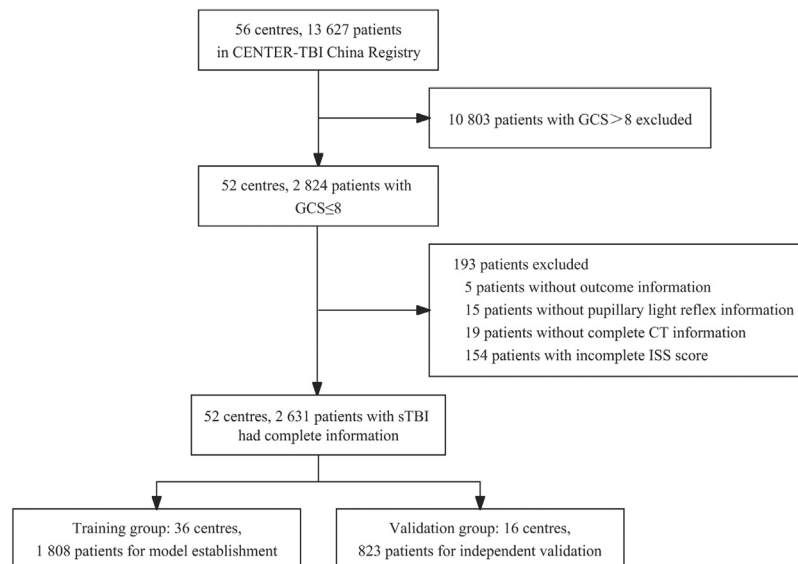 56 centres, 13 627 patients
in CENTER-TBI China Registry
10 803 patients with GCS＞8 excluded
52 centres, 2 824 patients with
GCS≤8
193 patients excluded
5 patients without outcome information
15 patients without pupillary light reflex information
19 patients without complete CT information
154 patients with incomplete ISS score
52 centres, 2 631 patients with sTBI
had complete information
Training group: 36 centres,
1 808 patients for model establishment
Validation group: 16 centres,
823 patients for independent validation